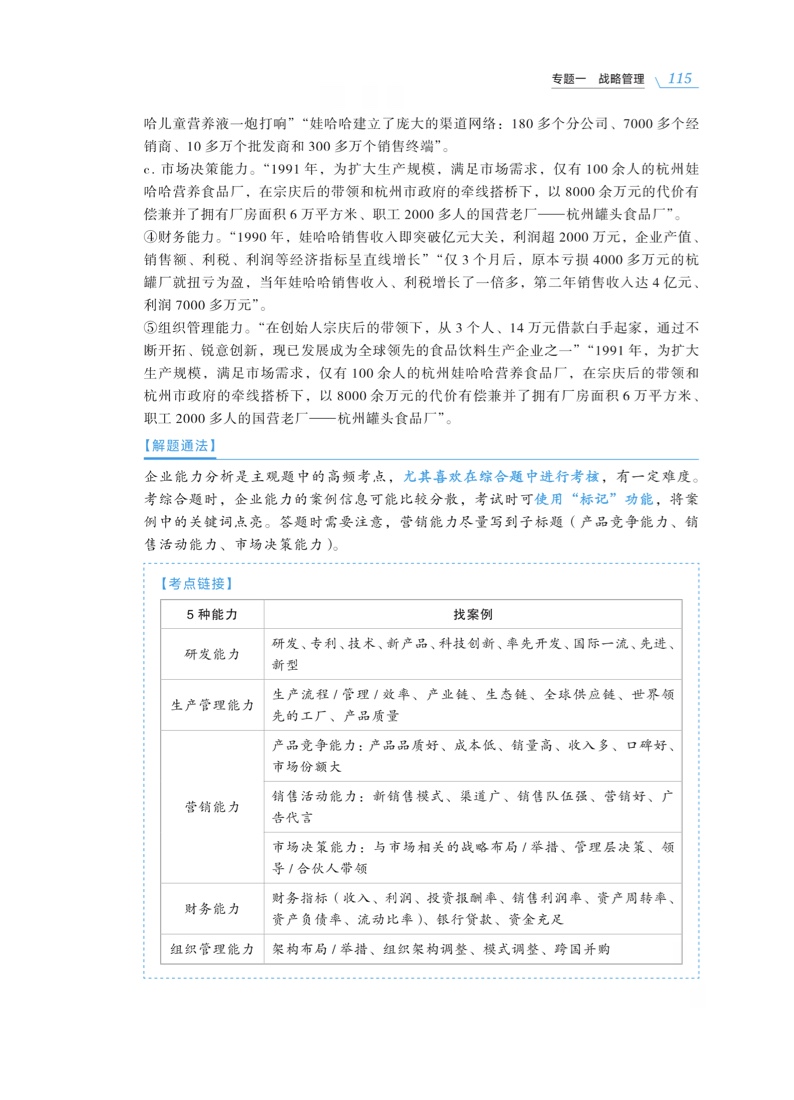 专题一 战略管理 115
哈儿童营养液一炮打响”“娃哈哈建立了庞大的渠道网络：180 多个分公司、7000 多个经
销商、10 多万个批发商和 300 多万个销售终端”。
c. 市场决策能力。“1991 年，为扩大生产规模，满足市场需求，仅有 100 余人的杭州娃
哈哈营养食品厂，在宗庆后的带领和杭州市政府的牵线搭桥下，以 8000 余万元的代价有
偿兼并了拥有厂房面积 6 万平方米、职工 2000 多人的国营老厂——杭州罐头食品厂”。
④财务能力。“1990 年，娃哈哈销售收入即突破亿元大关，利润超 2000 万元，企业产值、
销售额、利税、利润等经济指标呈直线增长”“仅 3 个月后，原本亏损 4000 多万元的杭
罐厂就扭亏为盈，当年娃哈哈销售收入、利税增长了一倍多，第二年销售收入达 4 亿元、
利润 7000 多万元”。
⑤组织管理能力。“在创始人宗庆后的带领下，从 3 个人、14 万元借款白手起家，通过不
断开拓、锐意创新，现已发展成为全球领先的食品饮料生产企业之一”“1991 年，为扩大
生产规模，满足市场需求，仅有 100 余人的杭州娃哈哈营养食品厂，在宗庆后的带领和
杭州市政府的牵线搭桥下，以 8000 余万元的代价有偿兼并了拥有厂房面积 6 万平方米、
职工 2000 多人的国营老厂——杭州罐头食品厂”。
【解题通法】
企业能力分析是主观题中的高频考点，尤其喜欢在综合题中进行考核，有一定难度。
考综合题时，企业能力的案例信息可能比较分散，考试时可使用“标记”功能，将案
例中的关键词点亮。答题时需要注意，营销能力尽量写到子标题（产品竞争能力、销
售活动能力、市场决策能力）。
【考点链接】
5 种能力 找案例
研发能力 研发、专利、技术、新产品、科技创新、率先开发、国际一流、先进、
新型
生产管理能力 生产流程 / 管理 / 效率、产业链、生态链、全球供应链、世界领
先的工厂、产品质量
营销能力 产品竞争能力：产品品质好、成本低、销量高、收入多、口碑好、
市场份额大
销售活动能力：新销售模式、渠道广、销售队伍强、营销好、广
告代言
市场决策能力：与市场相关的战略布局 / 举措、管理层决策、领
导 / 合伙人带领
财务能力 财务指标（收入、利润、投资报酬率、销售利润率、资产周转率、
资产负债率、流动比率）、银行贷款、资金充足
组织管理能力 架构布局 / 举措、组织架构调整、模式调整、跨国并购